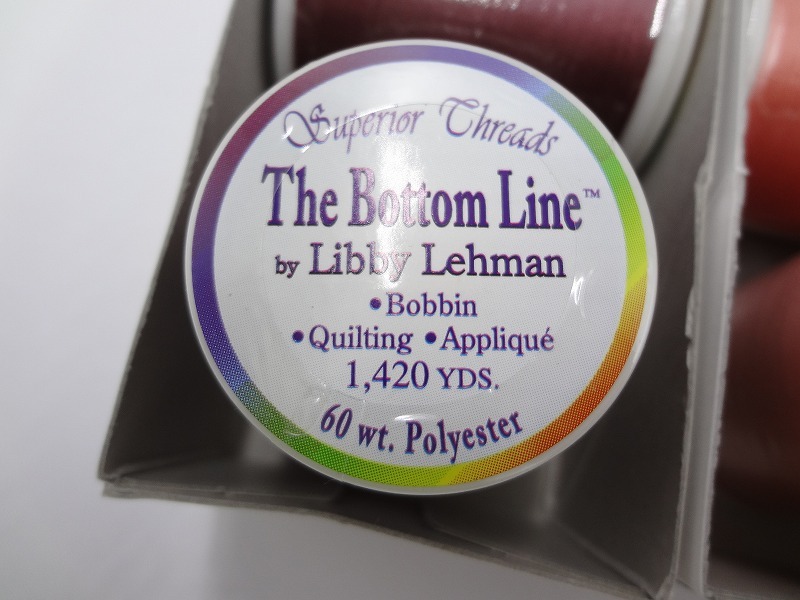 Superior Threads
The Bottom Line™
by Libby Lehman
•Bobbin
•Quilting •Appliqué
1,420 YDS.
60 wt. Polyester